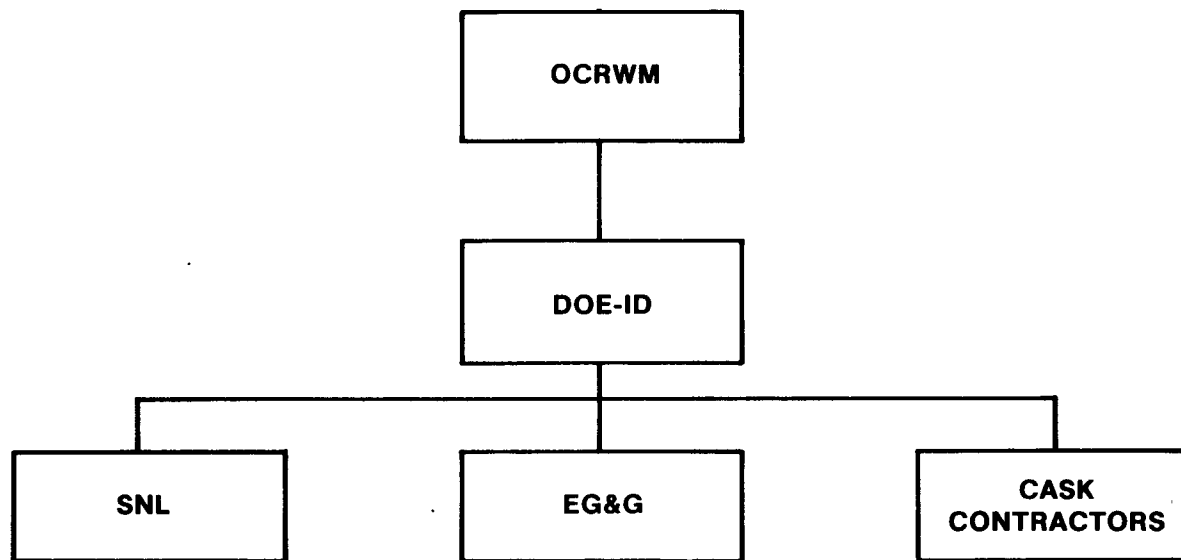 OCRWM
DOE-ID
SNL
EG&G
CASK
CONTRACTORS